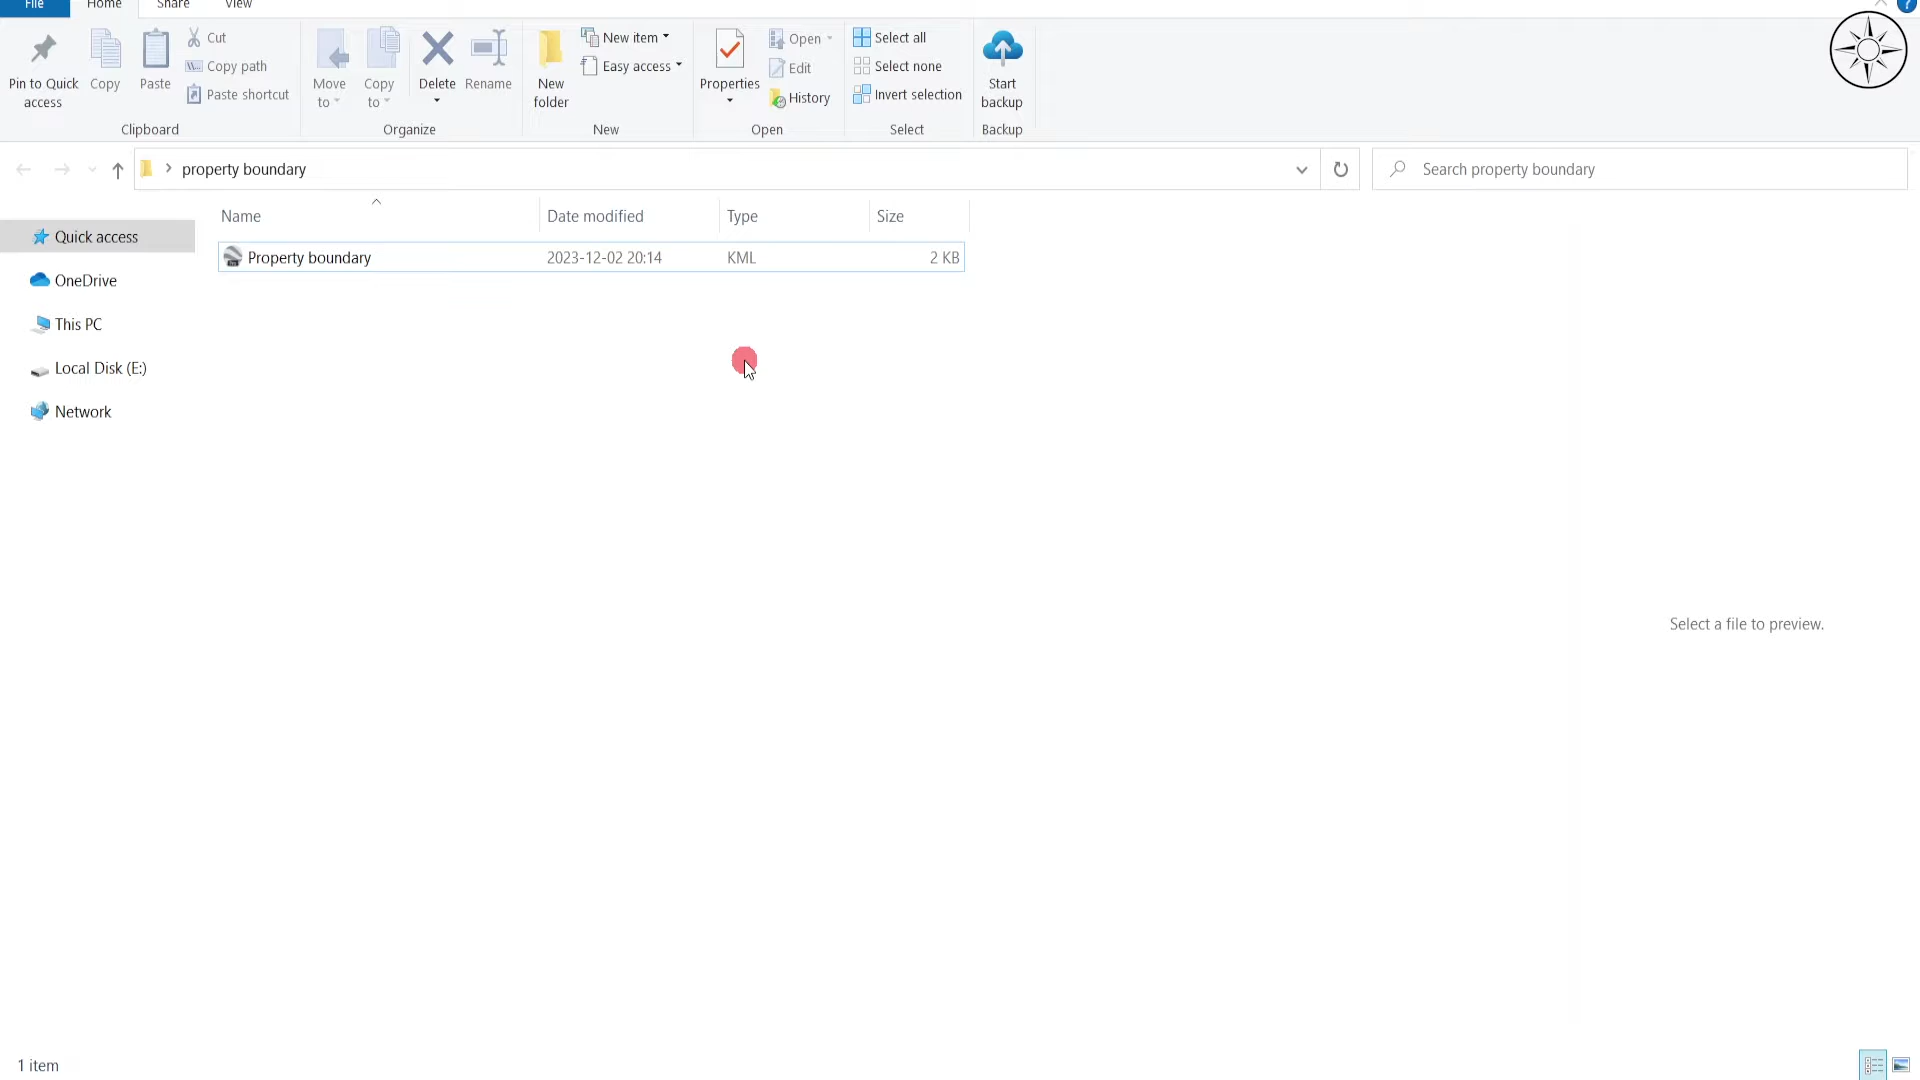 File Home Share View
Cut
Copy path
Paste shortcut
Pin to Quick access
Copy
Paste
Clipboard
Move to
Copy to
Delete
Rename
Organize
New folder
New item
Easy access
New
Properties
Open
Edit
History
Open
Select all
Select none
Invert selection
Select
Start backup
Backup
property boundary
Search property boundary
Name Date modified Type Size
Property boundary 2023-12-02 20:14 KML 2 KB
Quick access
OneDrive
This PC
Local Disk (E:)
Network
Select a file to preview.
1 item